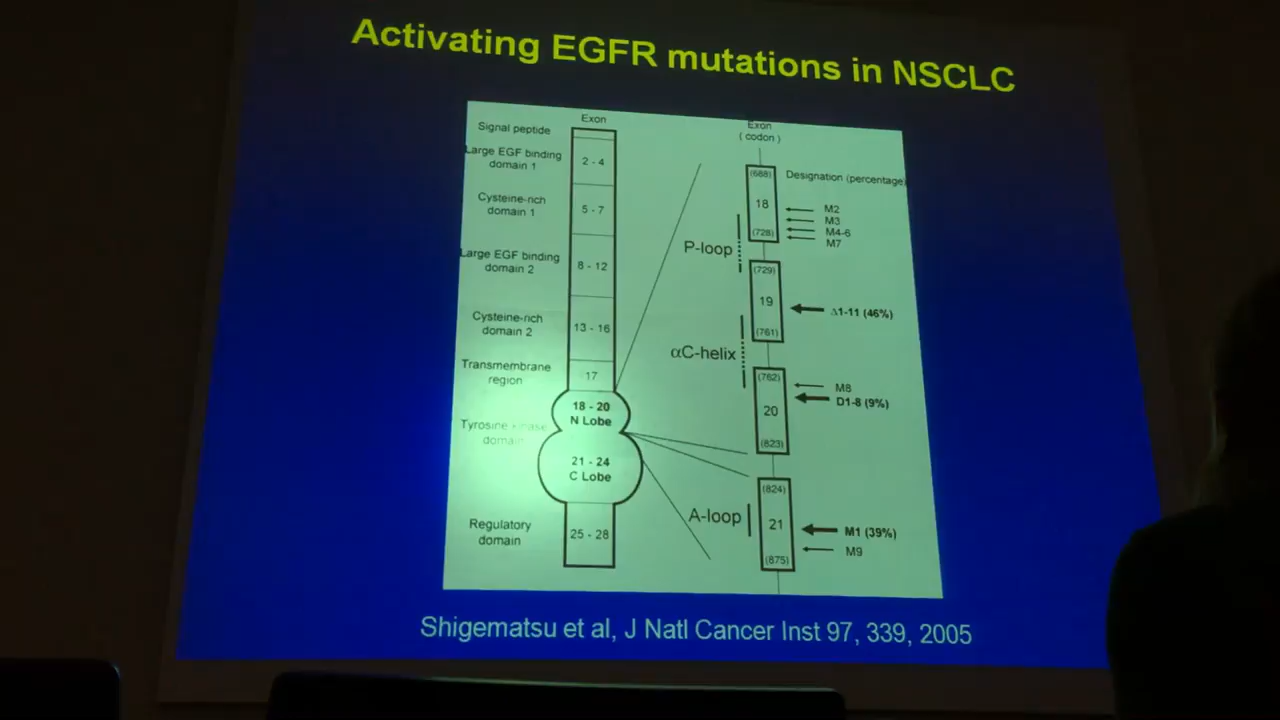 Activating EGFR mutations in NSCLC
Exon
Signal peptide
Large EGF binding
domain 1
2 - 4
Cysteine-rich
domain 1
5 - 7
Large EGF binding
domain 2
8 - 12
Cysteine-rich
domain 2
13 - 16
Transmembrane
region
17
Tyrosine kinase
domain
18 - 20
N Lobe
21 - 24
C Lobe
Regulatory
domain
25 - 28
Exon
( codon )
Designation (percentage)
(688)
18
(728)
M2
M3
M4-6
M7
P-loop
(729)
19
(761)
Δ1-11 (46%)
αC-helix
(762)
20
(823)
M8
D1-8 (9%)
A-loop
(824)
21
(875)
M1 (39%)
M9
Shigematsu et al, J Natl Cancer Inst 97, 339, 2005